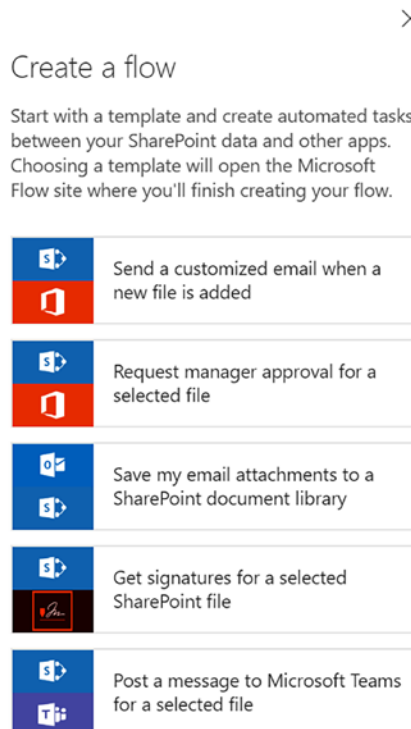 Create a flow
Start with a template and create automated tasks
between your SharePoint data and other apps.
Choosing a template will open the Microsoft
Flow site where you'll finish creating your flow.
Send a customized email when a
new file is added
Request manager approval for a
selected file
Save my email attachments to a
SharePoint document library
Get signatures for a selected
SharePoint file
Post a message to Microsoft Teams
for a selected file